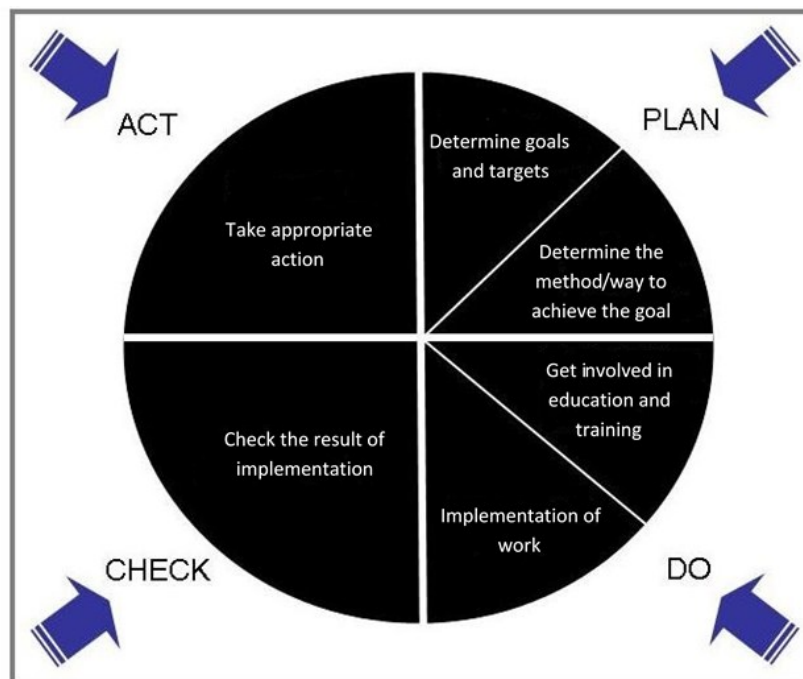 ACT
PLAN
Determine goals
and targets
Take appropriate
action
Determine the
method/way to
achieve the goal
Get involved in
education and
training
Check the result of
implementation
Implementation of
work
CHECK
DO